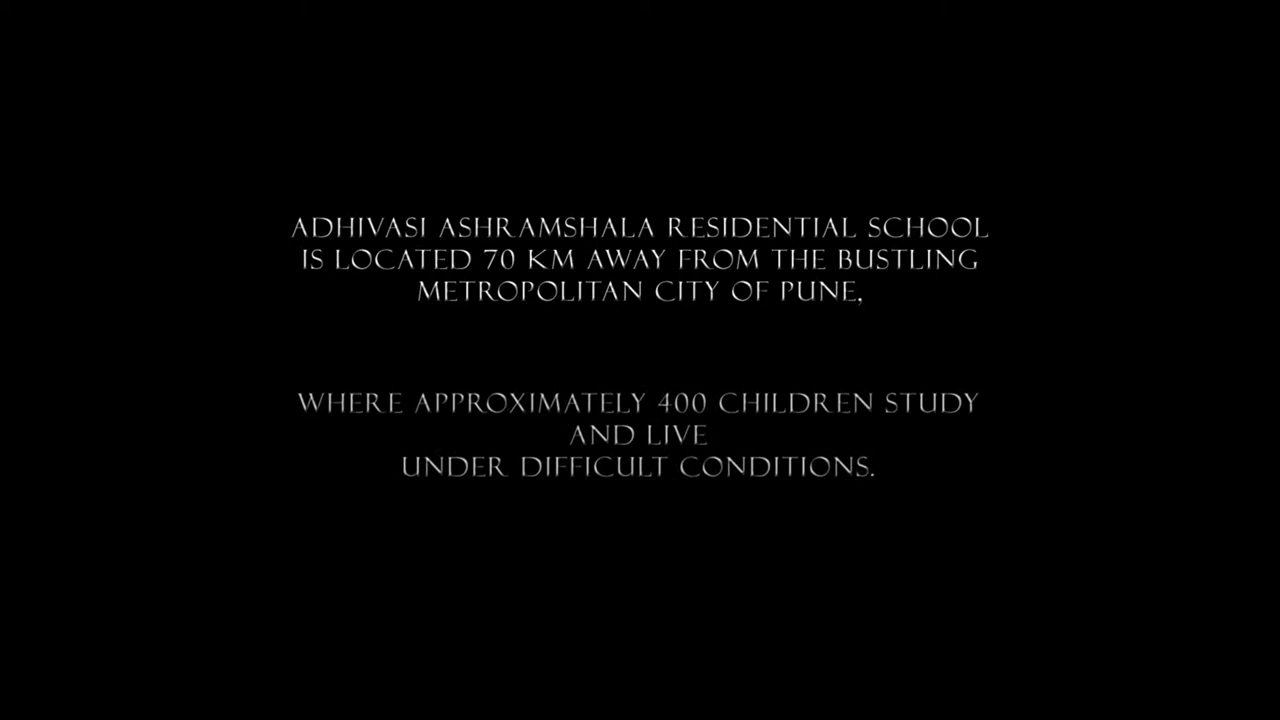 ADHIVASI ASHRAMSHALA RESIDENTIAL SCHOOL
IS LOCATED 70 KM AWAY FROM THE BUSTLING
METROPOLITAN CITY OF PUNE,
WHERE APPROXIMATELY 400 CHILDREN STUDY
AND LIVE
UNDER DIFFICULT CONDITIONS.